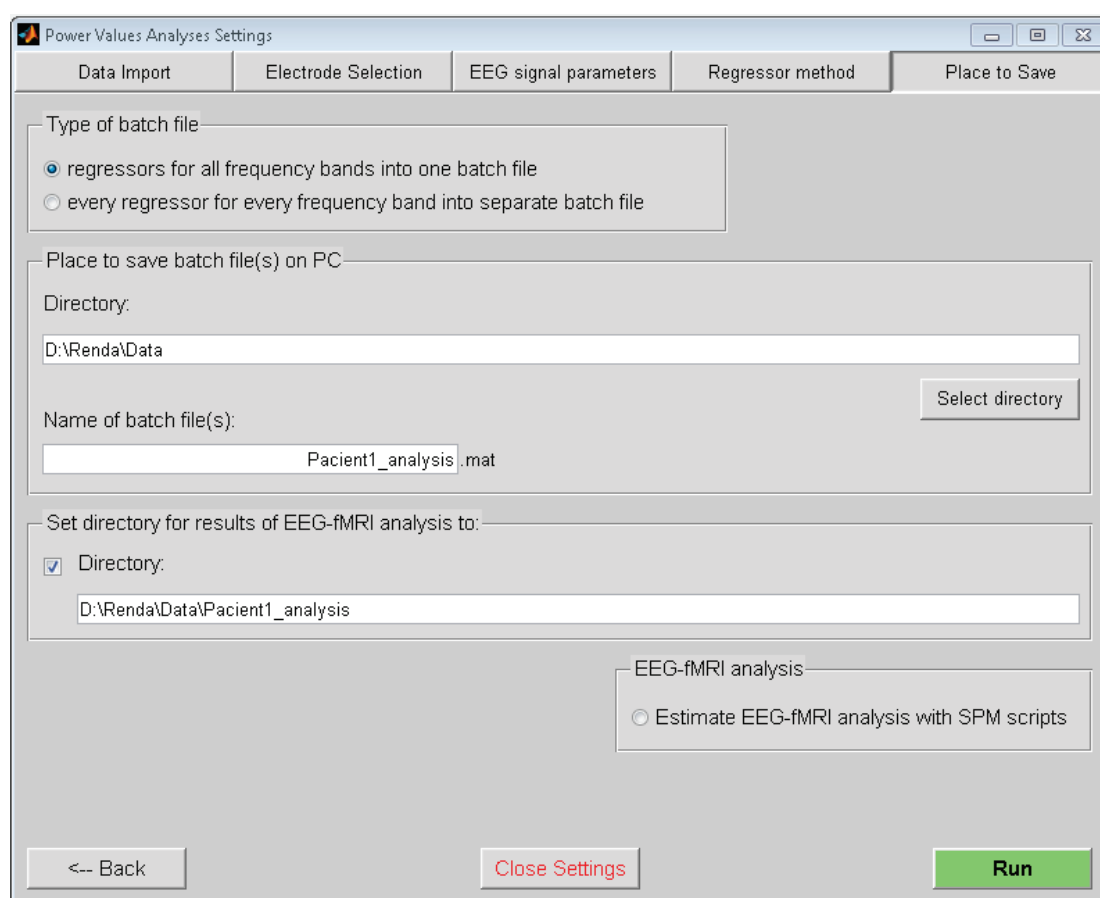 Power Values Analyses Settings
Data Import
Electrode Selection
EEG signal parameters
Regressor method
Place to Save
Type of batch file
regressors for all frequency bands into one batch file
every regressor for every frequency band into separate batch file
Place to save batch file(s) on PC
Directory:
D:\Renda\Data
Select directory
Name of batch file(s):
Pacient1_analysis .mat
Set directory for results of EEG-fMRI analysis to:
Directory:
D:\Renda\Data\Pacient1_analysis
EEG-fMRI analysis
Estimate EEG-fMRI analysis with SPM scripts
<-- Back
Close Settings
Run